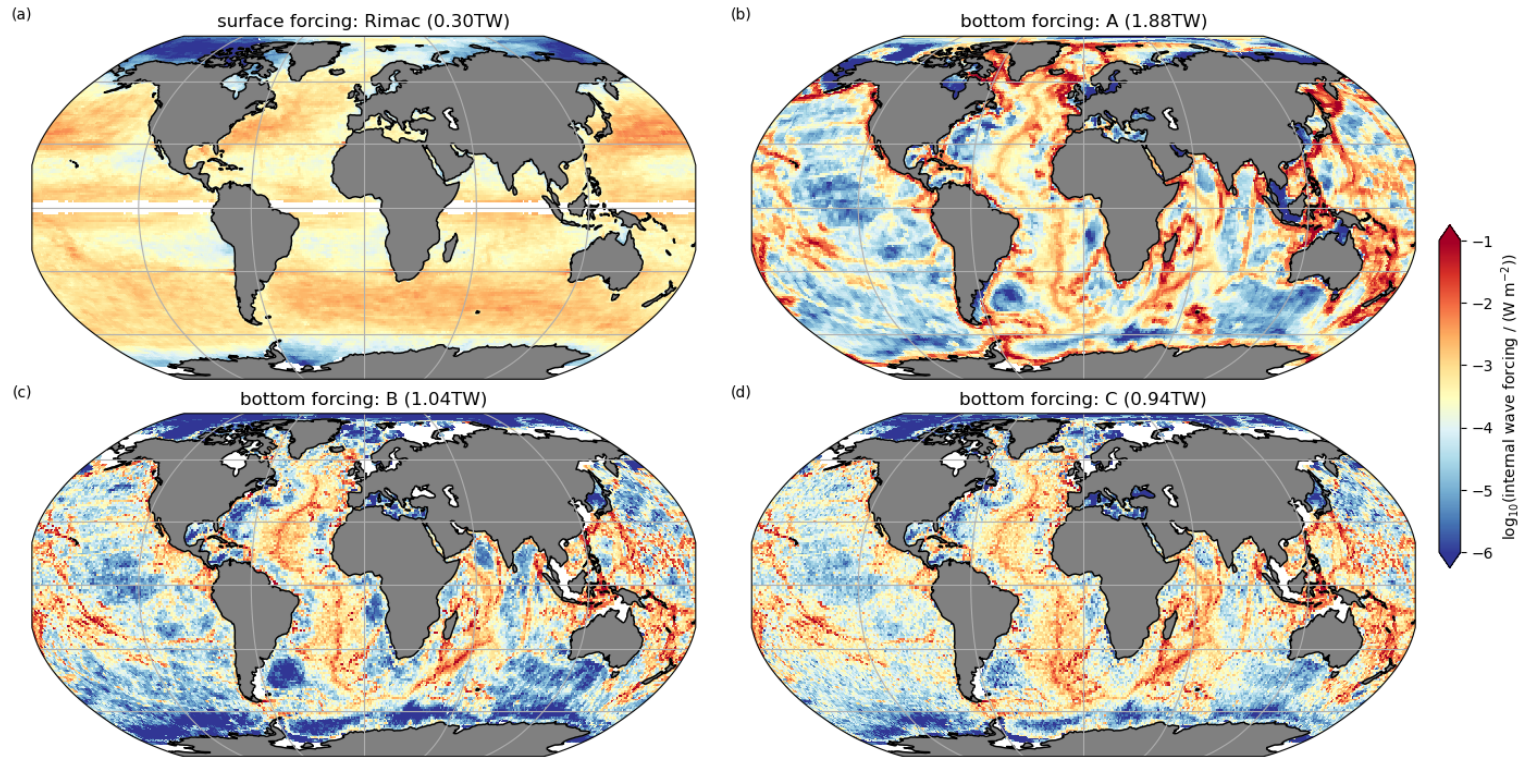 (a)
surface forcing: Rimac (0.30TW)
(b)
bottom forcing: A (1.88TW)
(c)
bottom forcing: B (1.04TW)
(d)
bottom forcing: C (0.94TW)
−1
−2
−3
−4
−5
−6
log₁₀(internal wave forcing / (W m⁻²))